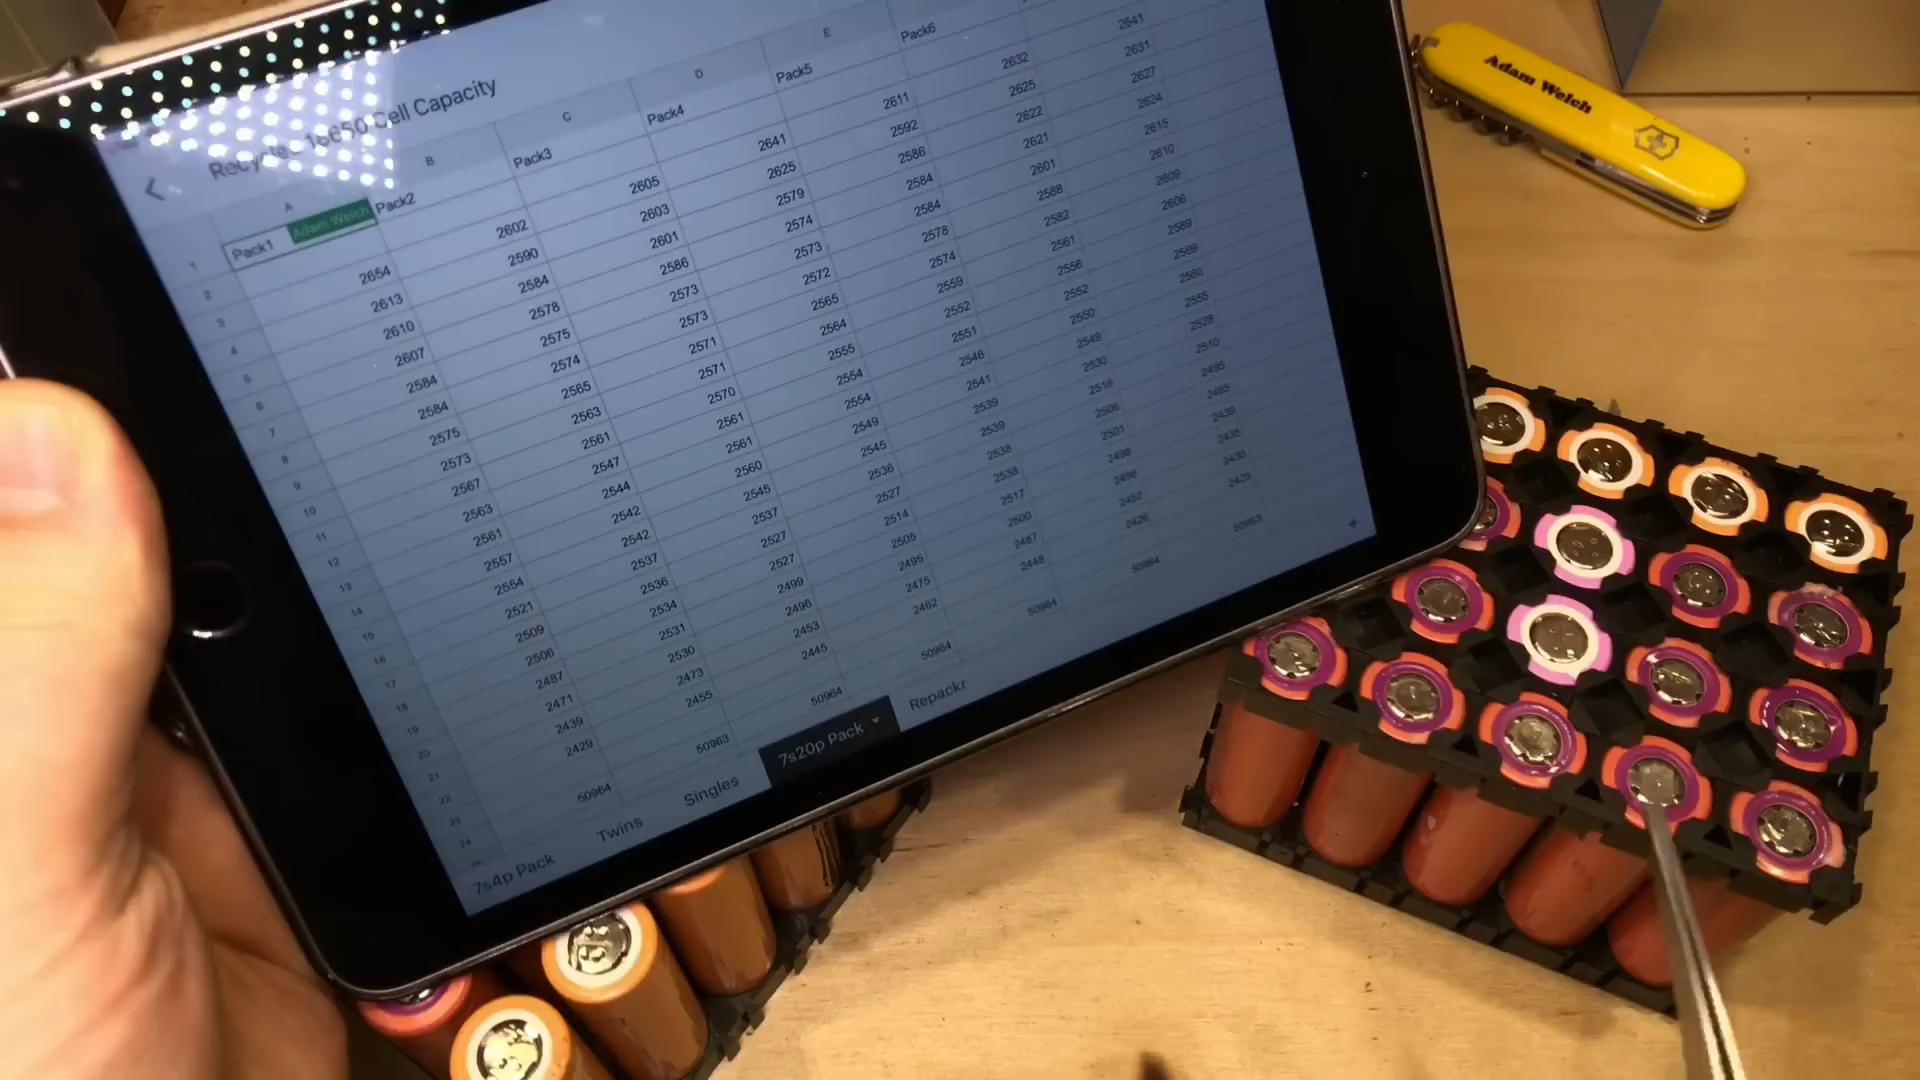 Recycled 18650 Cell Capacity
A B C D E
1 Pack1 Adam Welch Pack2 Pack3 Pack4 Pack5 Pack6
2 2654 2602 2605 2641 2611 2632 2641
3 2613 2590 2603 2625 2592 2625 2631
4 2610 2584 2601 2579 2586 2622 2627
5 2607 2578 2586 2574 2584 2621 2624
6 2584 2575 2573 2573 2584 2601 2615
7 2584 2574 2573 2572 2578 2588 2610
8 2575 2565 2571 2565 2574 2582 2609
9 2573 2563 2571 2564 2559 2561 2606
10 2567 2561 2570 2555 2552 2556 2589
11 2563 2547 2561 2554 2551 2552 2569
12 2561 2544 2561 2554 2546 2550 2560
13 2557 2542 2560 2549 2541 2549 2555
14 2554 2542 2545 2545 2539 2530 2528
15 2521 2537 2537 2536 2539 2516 2510
16 2509 2536 2527 2527 2538 2506 2495
17 2506 2534 2527 2514 2538 2501 2465
18 2487 2531 2499 2505 2517 2498 2439
19 2471 2530 2496 2495 2500 2496 2435
20 2439 2473 2453 2475 2487 2452 2430
21 2429 2455 2445 2462 2448 2426 2425
22
23 50964 50963 50964 50964 50964 50964 50963
24
7s4p Pack Twins Singles 7s20p Pack Repackr
Adam Welch